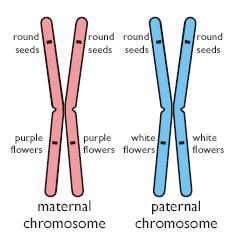 round seeds
round seeds
round seeds
round seeds
purple flowers
purple flowers
white flowers
white flowers
maternal chromosome
paternal chromosome